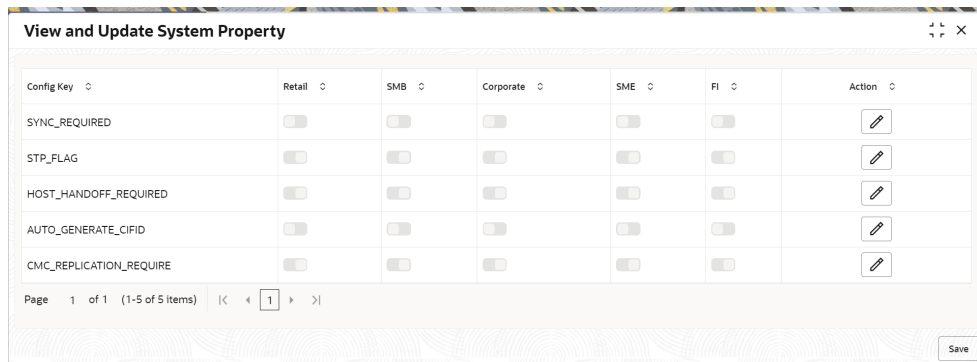 View and Update System Property
Config Key Retail SMB Corporate SME FI Action
SYNC_REQUIRED
STP_FLAG
HOST_HANDOFF_REQUIRED
AUTO_GENERATE_CIFID
CMC_REPLICATION_REQUIRE
Page 1 of 1 (1-5 of 5 items) 1
Save